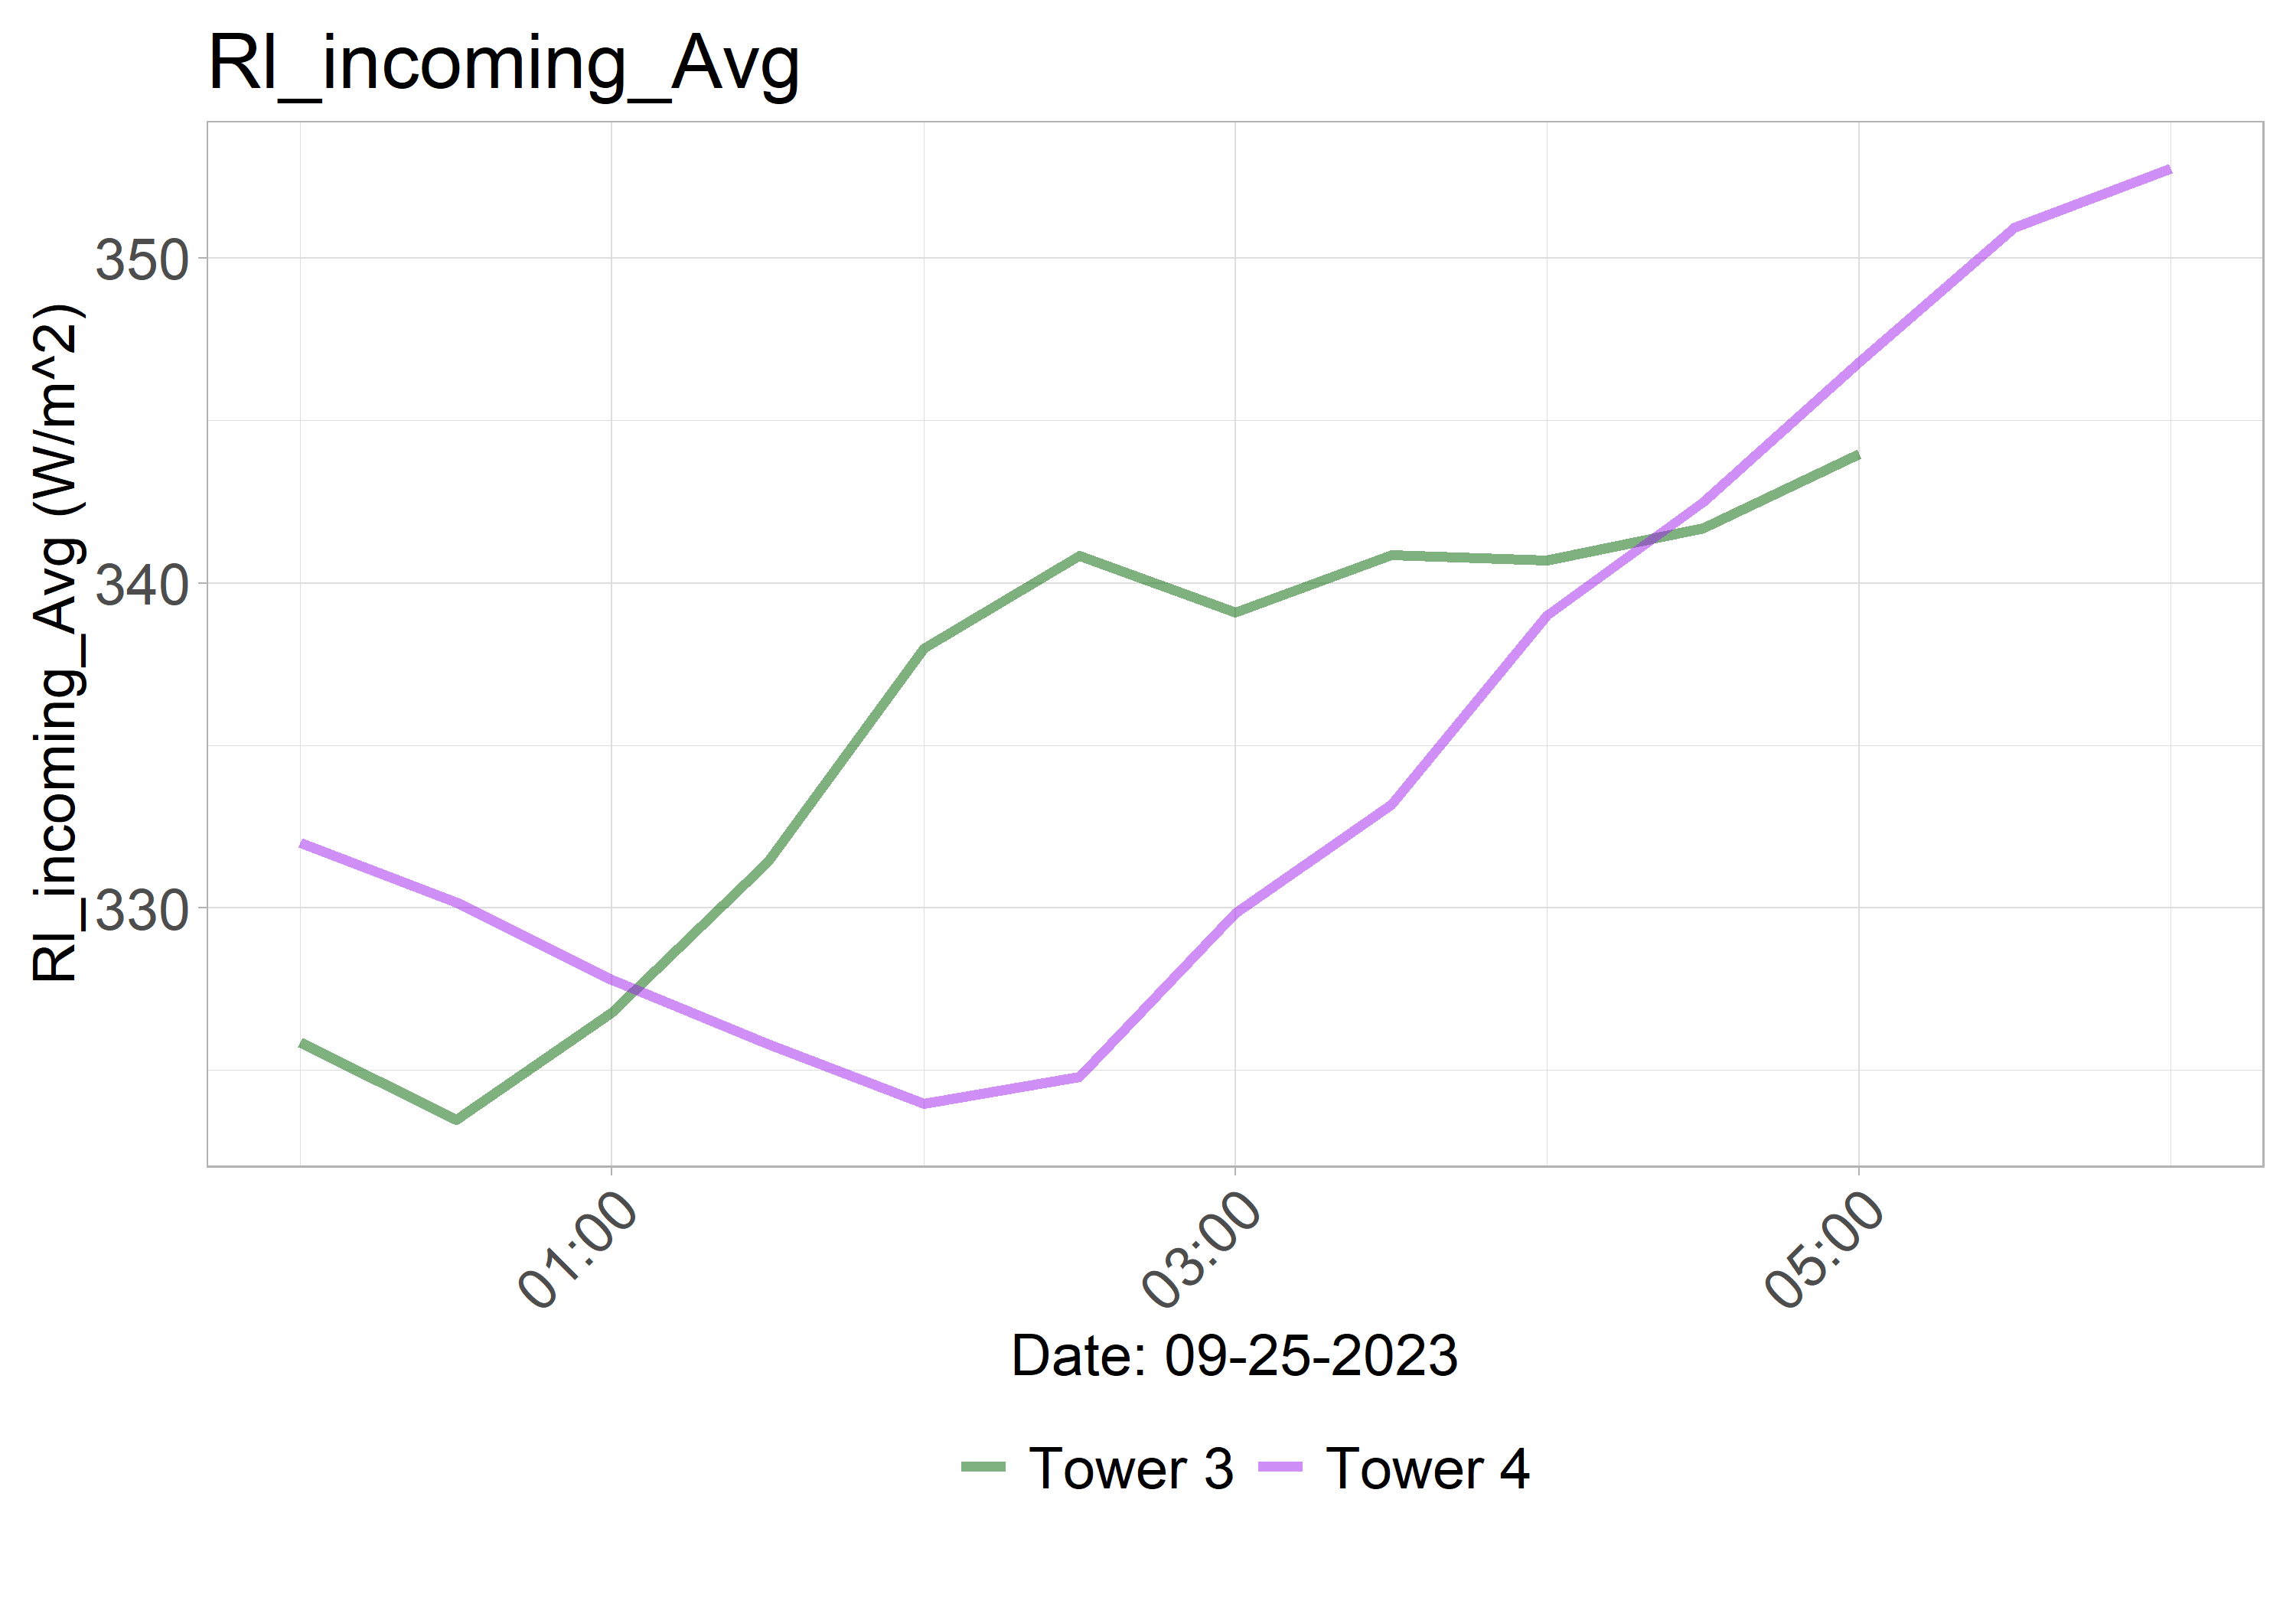 Rl_incoming_Avg
Rl_incoming_Avg (W/m^2)
350
340
330
01:00
03:00
05:00
Date: 09-25-2023
Tower 3
Tower 4